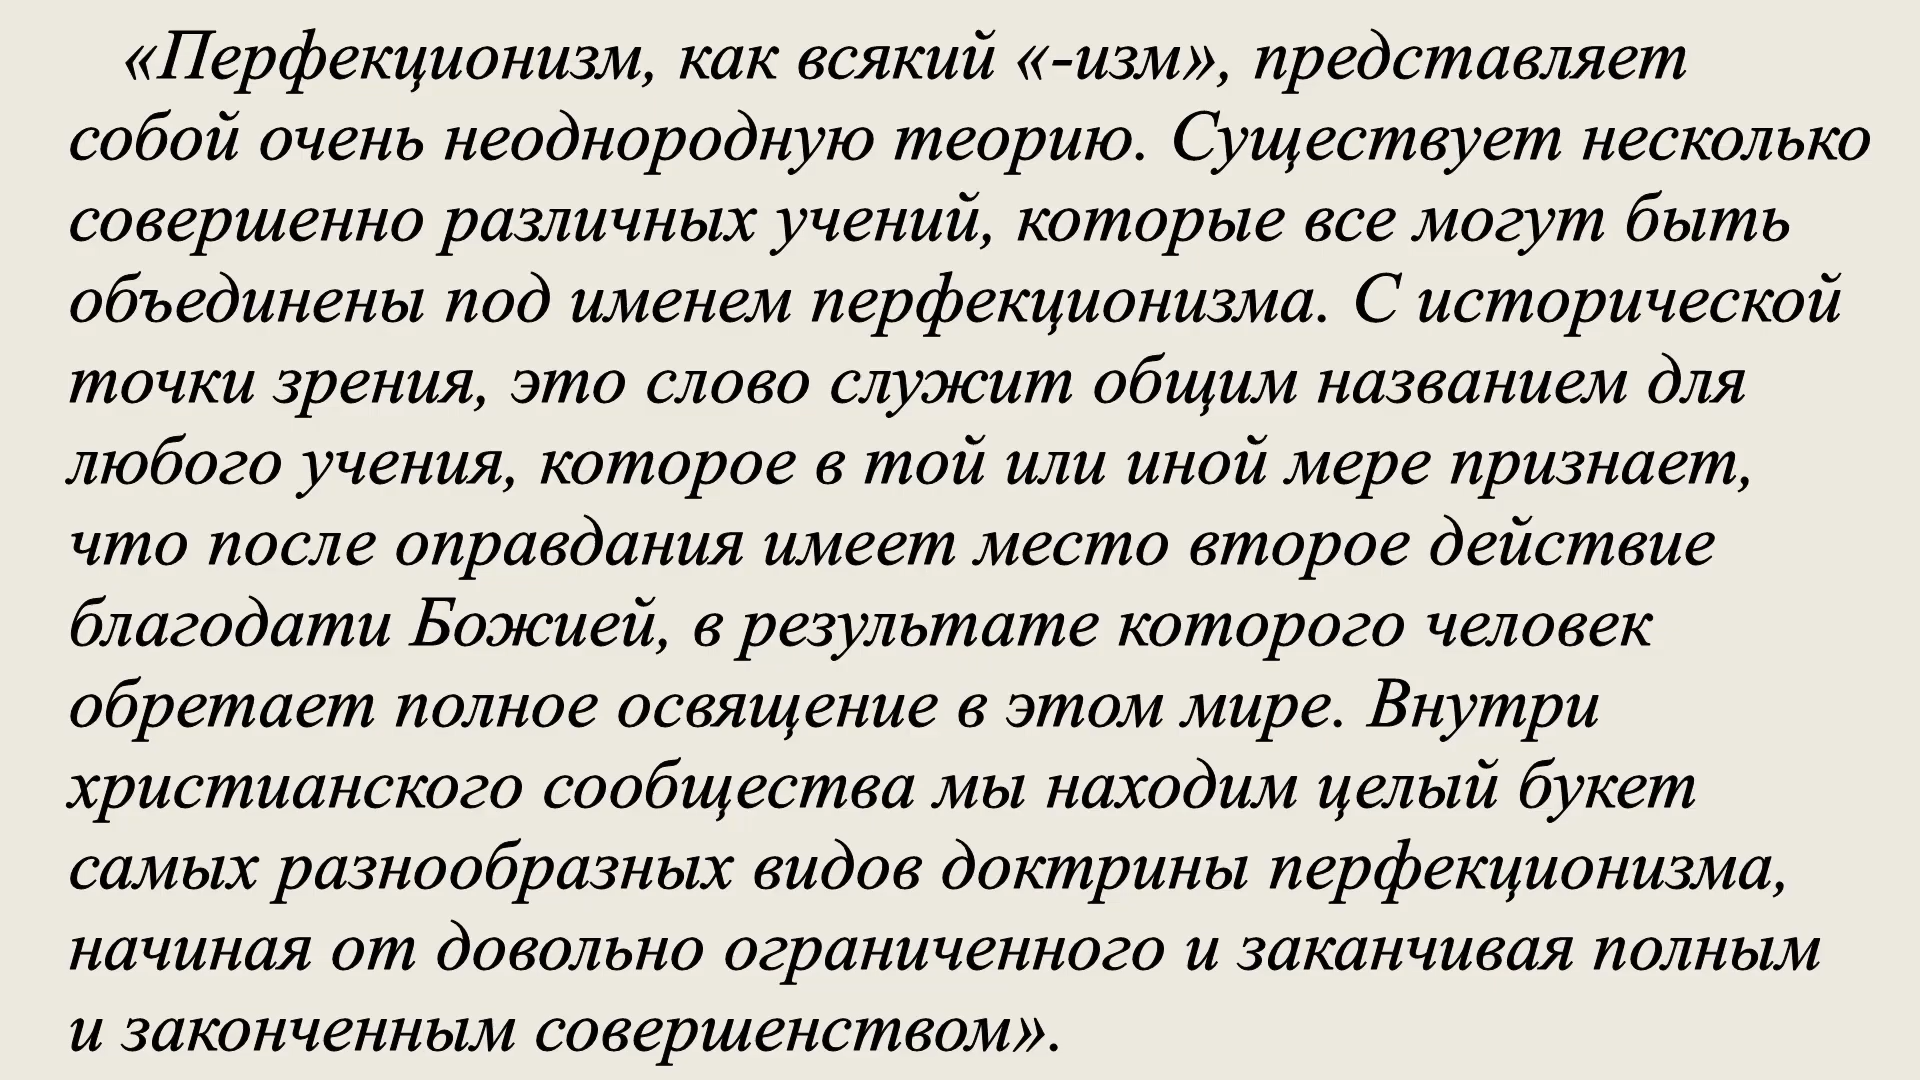 «Перфекционизм, как всякий «-изм», представляет
собой очень неоднородную теорию. Существует несколько
совершенно различных учений, которые все могут быть
объединены под именем перфекционизма. С исторической
точки зрения, это слово служит общим названием для
любого учения, которое в той или иной мере признает,
что после оправдания имеет место второе действие
благодати Божией, в результате которого человек
обретает полное освящение в этом мире. Внутри
христианского сообщества мы находим целый букет
самых разнообразных видов доктрины перфекционизма,
начиная от довольно ограниченного и заканчивая полным
и законченным совершенством».